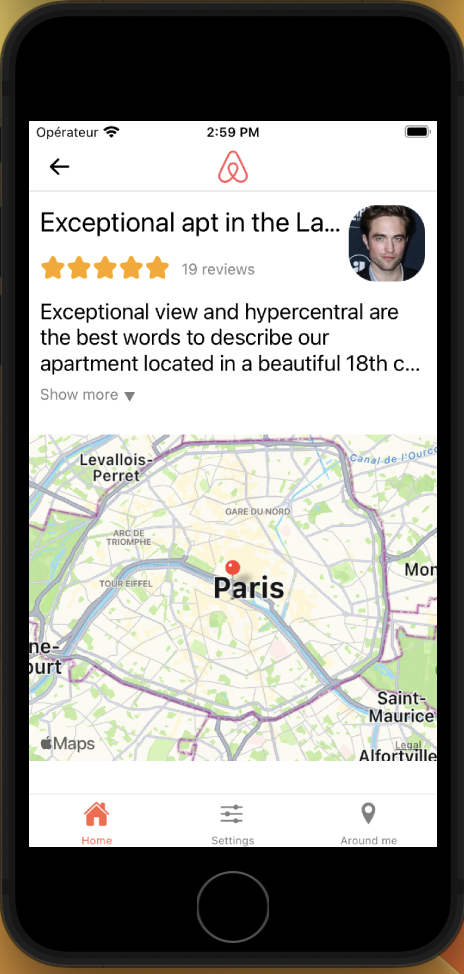 Opérateur 2:59 PM
Exceptional apt in the La...
19 reviews
Exceptional view and hypercentral are
the best words to describe our
apartment located in a beautiful 18th c...
Show more ▼
Levallois-
Perret
Canal de l'Ourcq
GARE DU NORD
ARC DE
TRIOMPHE
TOUR EIFFEL
Paris
Mon
ne-
ourt
Saint-
Maurice
Maps
Legal
Alfortville
Home Settings Around me